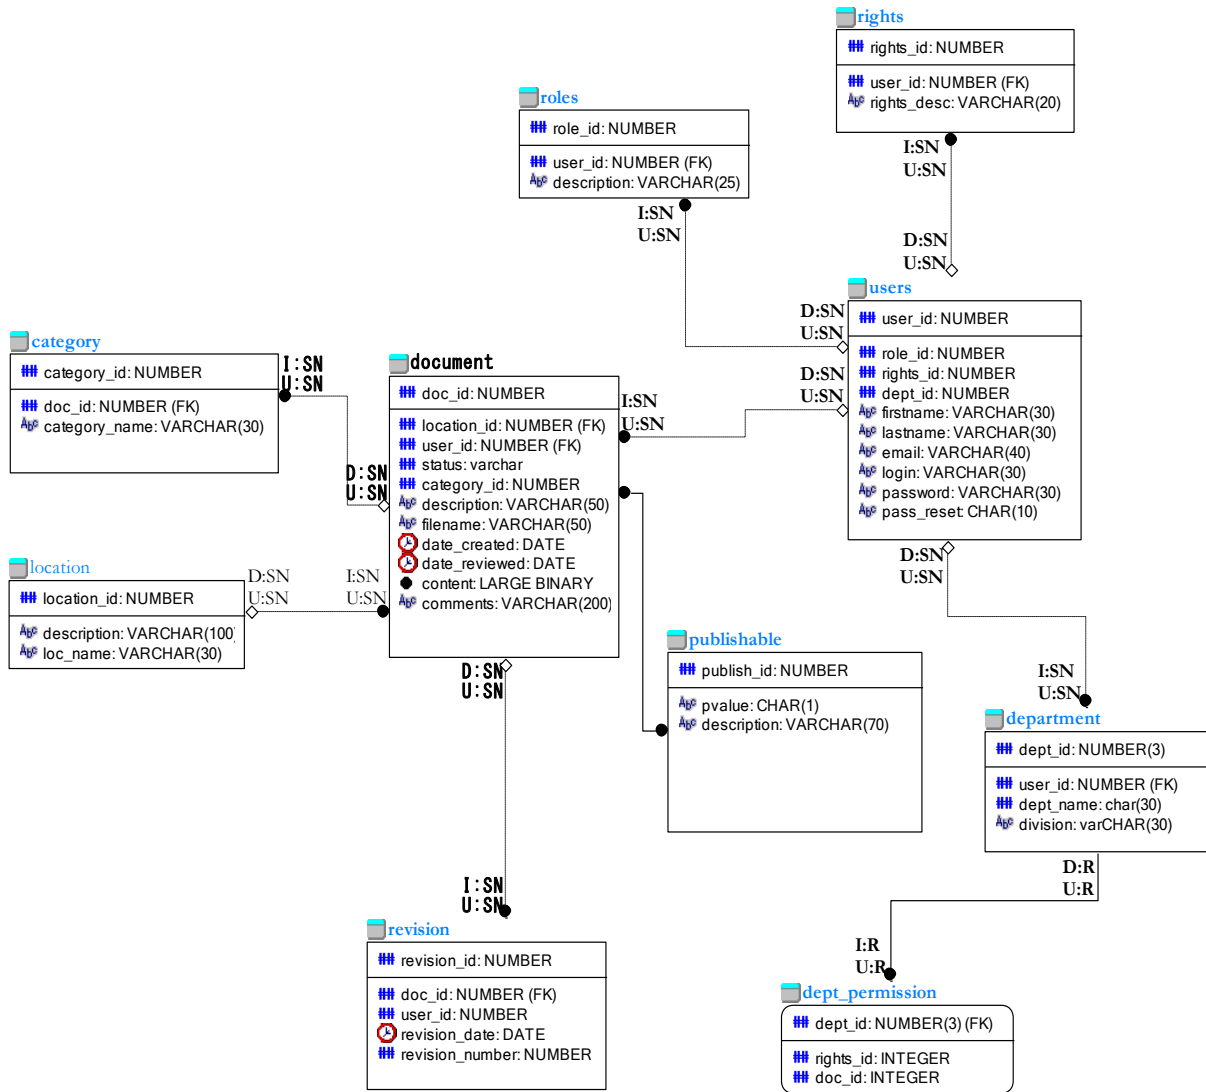 rights
rights_id: NUMBER
user_id: NUMBER (FK)
rights_desc: VARCHAR(20)
I:SN
U:SN
D:SN
U:SN
roles
role_id: NUMBER
user_id: NUMBER (FK)
description: VARCHAR(25)
I:SN
U:SN
D:SN
U:SN
users
user_id: NUMBER
role_id: NUMBER
rights_id: NUMBER
dept_id: NUMBER
firstname: VARCHAR(30)
lastname: VARCHAR(30)
email: VARCHAR(40)
login: VARCHAR(30)
password: VARCHAR(30)
pass_reset: CHAR(10)
D:SN
U:SN
I:SN
U:SN
category
category_id: NUMBER
doc_id: NUMBER (FK)
category_name: VARCHAR(30)
I:SN
U:SN
D:SN
U:SN
document
doc_id: NUMBER
location_id: NUMBER (FK)
user_id: NUMBER (FK)
status: varchar
category_id: NUMBER
description: VARCHAR(50)
filename: VARCHAR(50)
date_created: DATE
date_reviewed: DATE
content: LARGE BINARY
comments: VARCHAR(200)
location
location_id: NUMBER
description: VARCHAR(100)
loc_name: VARCHAR(30)
D:SN
U:SN
I:SN
U:SN
D:SN
U:SN
publishable
publish_id: NUMBER
pvalue: CHAR(1)
description: VARCHAR(70)
D:SN
U:SN
I:SN
U:SN
department
dept_id: NUMBER(3)
user_id: NUMBER (FK)
dept_name: char(30)
division: varCHAR(30)
D:R
U:R
I:R
U:R
dept_permission
dept_id: NUMBER(3) (FK)
rights_id: INTEGER
doc_id: INTEGER
I:SN
U:SN
revision
revision_id: NUMBER
doc_id: NUMBER (FK)
user_id: NUMBER
revision_date: DATE
revision_number: NUMBER